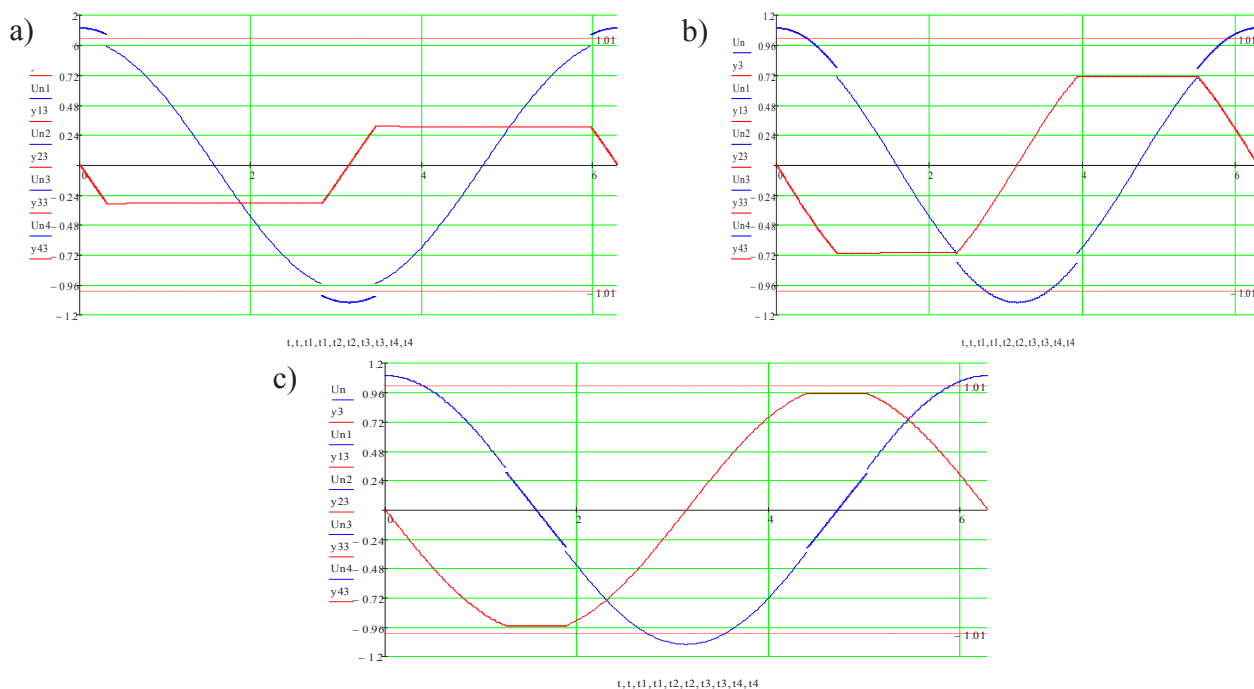 a)
.2
6
0.72
0.48
0.24
0
− 0.24
− 0.48
− 0.72
− 0.96
− 1.2
Un1
y13
Un2
y23
Un3
y33
Un4
y43
2
4
6
1.01
− 1.01
t,t,t1,t1,t2,t2,t3,t3,t4,t4
b)
1.2
0.96
0.72
0.48
0.24
0
− 0.24
− 0.48
− 0.72
− 0.96
− 1.2
Un
y3
Un1
y13
Un2
y23
Un3
y33
Un4
y43
2
4
6
1.01
− 1.01
t,t,t1,t1,t2,t2,t3,t3,t4,t4
c)
1.2
0.96
0.72
0.48
0.24
0
− 0.24
− 0.48
− 0.72
− 0.96
− 1.2
Un
y3
Un1
y13
Un2
y23
Un3
y33
Un4
y43
2
4
6
1.01
− 1.01
t,t,t1,t1,t2,t2,t3,t3,t4,t4